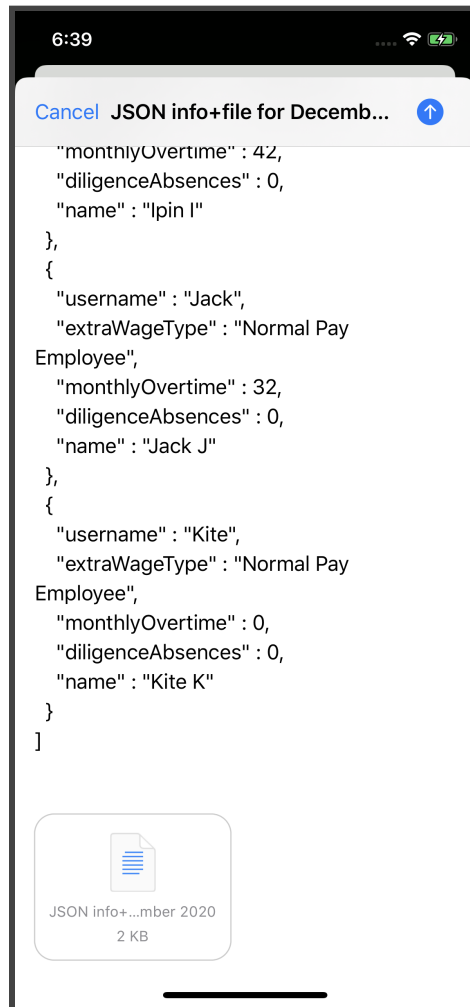 6:39
Cancel JSON info+file for Decemb...
"monthlyOvertime" : 42,
"diligenceAbsences" : 0,
"name" : "Ipin I"
},
{
"username" : "Jack",
"extraWageType" : "Normal Pay
Employee",
"monthlyOvertime" : 32,
"diligenceAbsences" : 0,
"name" : "Jack J"
},
{
"username" : "Kite",
"extraWageType" : "Normal Pay
Employee",
"monthlyOvertime" : 0,
"diligenceAbsences" : 0,
"name" : "Kite K"
}
]
JSON info+...mber 2020
2 KB